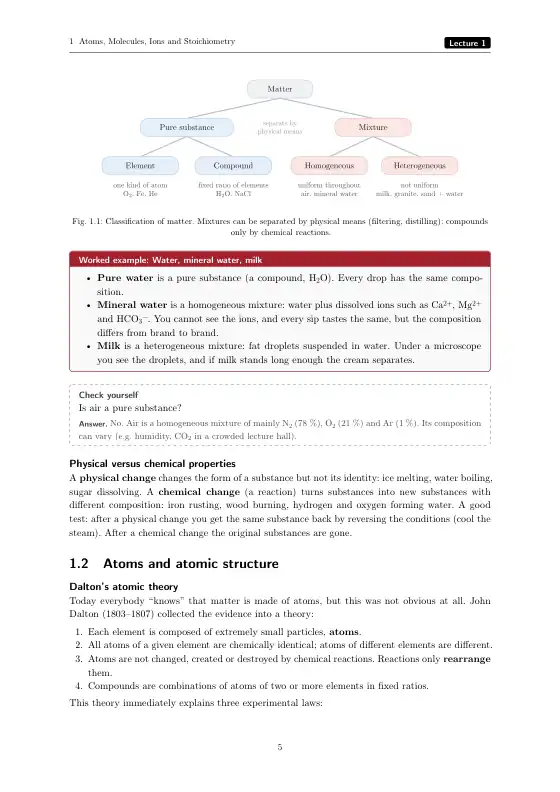 1 Atoms, Molecules, Ions and Stoichiometry
Lecture 1
Matter
Pure substance
separate by
physical means
Mixture
Element
Compound
Homogeneous
Heterogeneous
one kind of atom
O₂, Fe, He
fixed ratio of elements
H₂O, NaCl
uniform throughout
air, mineral water
not uniform
milk, granite, sand + water
Fig. 1.1: Classification of matter. Mixtures can be separated by physical means (filtering, distilling); compounds
only by chemical reactions.
Worked example: Water, mineral water, milk
• Pure water is a pure substance (a compound, H₂O). Every drop has the same compo-
sition.
• Mineral water is a homogeneous mixture: water plus dissolved ions such as Ca²⁺, Mg²⁺
and HCO₃⁻. You cannot see the ions, and every sip tastes the same, but the composition
differs from brand to brand.
• Milk is a heterogeneous mixture: fat droplets suspended in water. Under a microscope
you see the droplets, and if milk stands long enough the cream separates.
Check yourself
Is air a pure substance?
Answer. No. Air is a homogeneous mixture of mainly N₂ (78 %), O₂ (21 %) and Ar (1 %). Its composition
can vary (e.g. humidity, CO₂ in a crowded lecture hall).
Physical versus chemical properties
A physical change changes the form of a substance but not its identity: ice melting, water boiling,
sugar dissolving. A chemical change (a reaction) turns substances into new substances with
different composition: iron rusting, wood burning, hydrogen and oxygen forming water. A good
test: after a physical change you get the same substance back by reversing the conditions (cool the
steam). After a chemical change the original substances are gone.
1.2 Atoms and atomic structure
Dalton's atomic theory
Today everybody “knows” that matter is made of atoms, but this was not obvious at all. John
Dalton (1803–1807) collected the evidence into a theory:
1. Each element is composed of extremely small particles, atoms.
2. All atoms of a given element are chemically identical; atoms of different elements are different.
3. Atoms are not changed, created or destroyed by chemical reactions. Reactions only rearrange
them.
4. Compounds are combinations of atoms of two or more elements in fixed ratios.
This theory immediately explains three experimental laws:
5